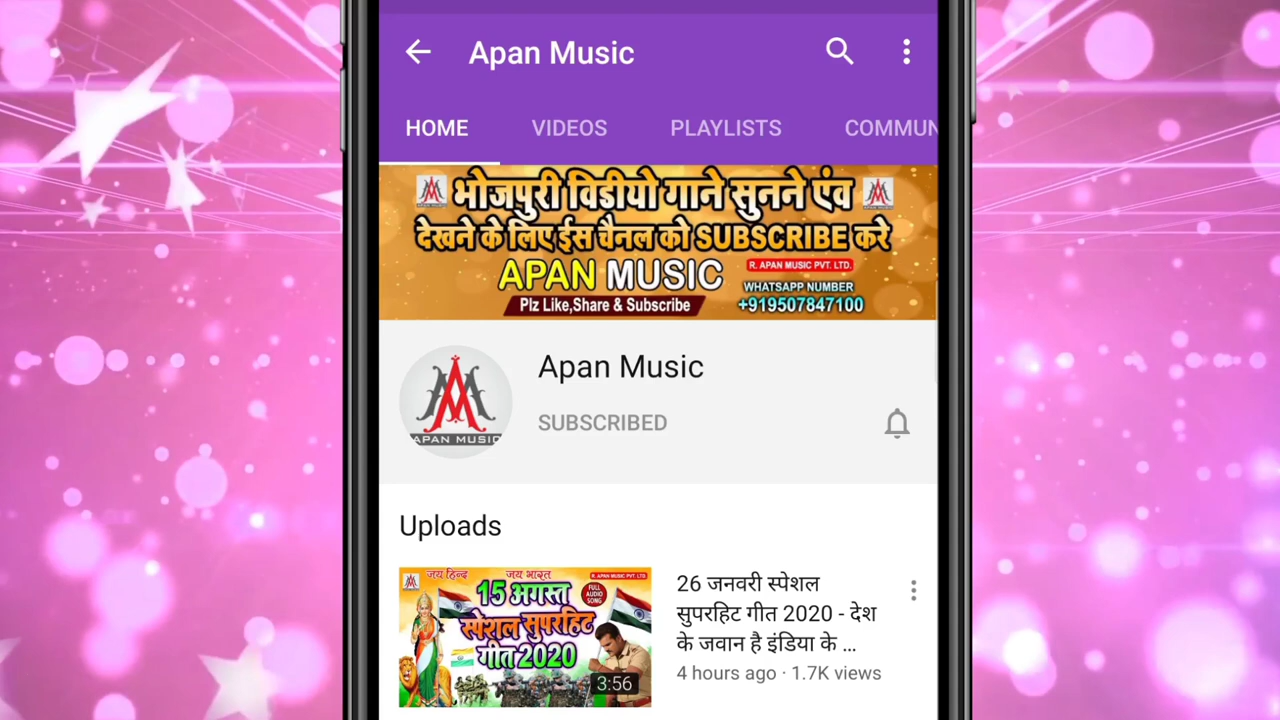 Apan Music
HOME VIDEOS PLAYLISTS COMMUN
भोजपुरी विडीयो गाने सुनने एंव
देखने के लिए ईस चैनल को SUBSCRIBE करे
APAN MUSIC
R. APAN MUSIC PVT. LTD.
WHATSAPP NUMBER
+919507847100
Plz Like,Share & Subscribe
Apan Music
SUBSCRIBED
APAN MUSIC
Uploads
जय हिन्द जय भारत
R. APAN MUSIC PVT. LTD
15 अगस्त
FULL
AUDIO
SONG
स्पेशल सुपरहिट
गीत 2020
3:56
26 जनवरी स्पेशल
सुपरहिट गीत 2020 - देश
के जवान है इंडिया के ...
4 hours ago · 1.7K views